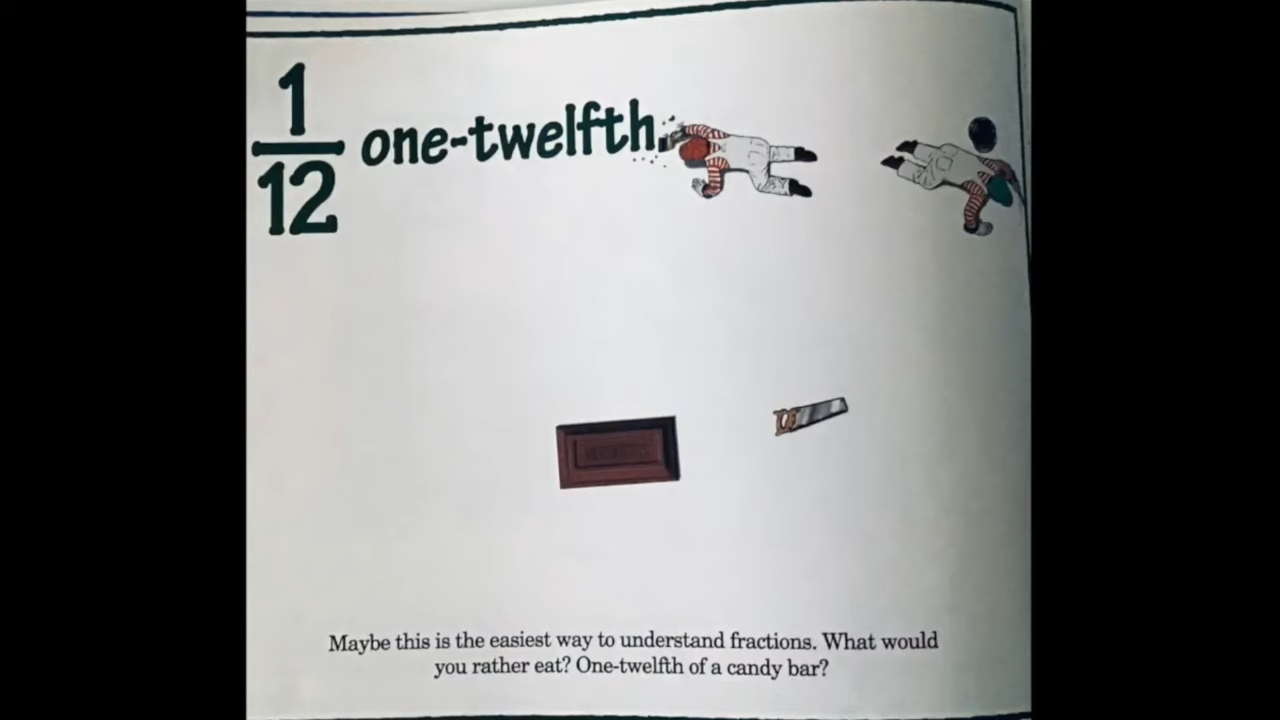 1
12
one-twelfth
Maybe this is the easiest way to understand fractions. What would
you rather eat? One-twelfth of a candy bar?